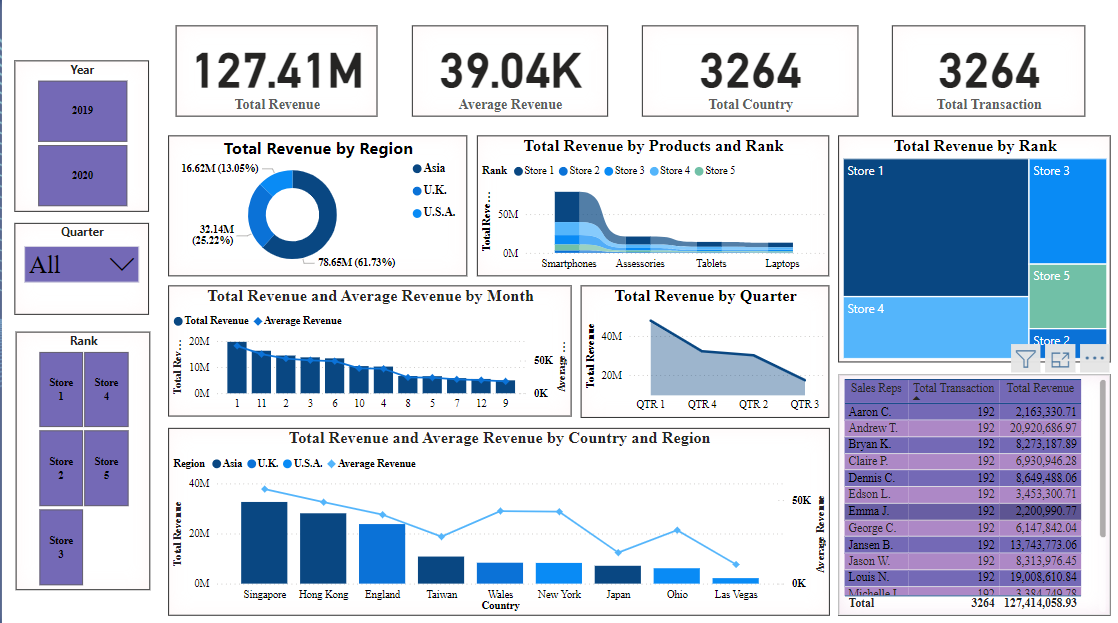 127.41M
Total Revenue
39.04K
Average Revenue
3264
Total Country
3264
Total Transaction
Year
2019
2020
Quarter
All
Rank
Store 1
Store 4
Store 2
Store 5
Store 3
Total Revenue by Region
16.62M (13.05%)
32.14M (25.22%)
78.65M (61.73%)
Asia
U.K.
U.S.A.
Total Revenue by Products and Rank
Rank Store 1 Store 2 Store 3 Store 4 Store 5
Total Reve...
50M
0M
Smartphones Assessories Tablets Laptops
Total Revenue by Rank
Store 1
Store 3
Store 5
Store 4
Store 2
Total Revenue and Average Revenue by Month
Total Revenue Average Revenue
Total Rev...
20M
10M
0M
50K
0K
Average ...
1 11 2 3 6 10 4 8 5 7 12 9
Total Revenue by Quarter
Total Revenue
40M
20M
QTR 1 QTR 4 QTR 2 QTR 3
Total Revenue and Average Revenue by Country and Region
Region Asia U.K. U.S.A. Average Revenue
Total Revenue
40M
20M
0M
50K
0K
Average Revenue
Singapore Hong Kong England Taiwan Wales New York Japan Ohio Las Vegas
Country
Sales Reps Total Transaction Total Revenue
Aaron C. 192 2,163,330.71
Andrew T. 192 20,920,686.97
Bryan K. 192 8,273,187.89
Claire P. 192 6,930,946.28
Dennis C. 192 8,649,488.06
Edson L. 192 3,453,300.71
Emma J. 192 2,200,990.77
George C. 192 6,147,842.04
Jansen B. 192 13,743,773.06
Jason W. 192 8,313,976.45
Louis N. 192 19,008,610.84
Michelle I. 192 3,384,749.78
Total 3264 127,414,058.93